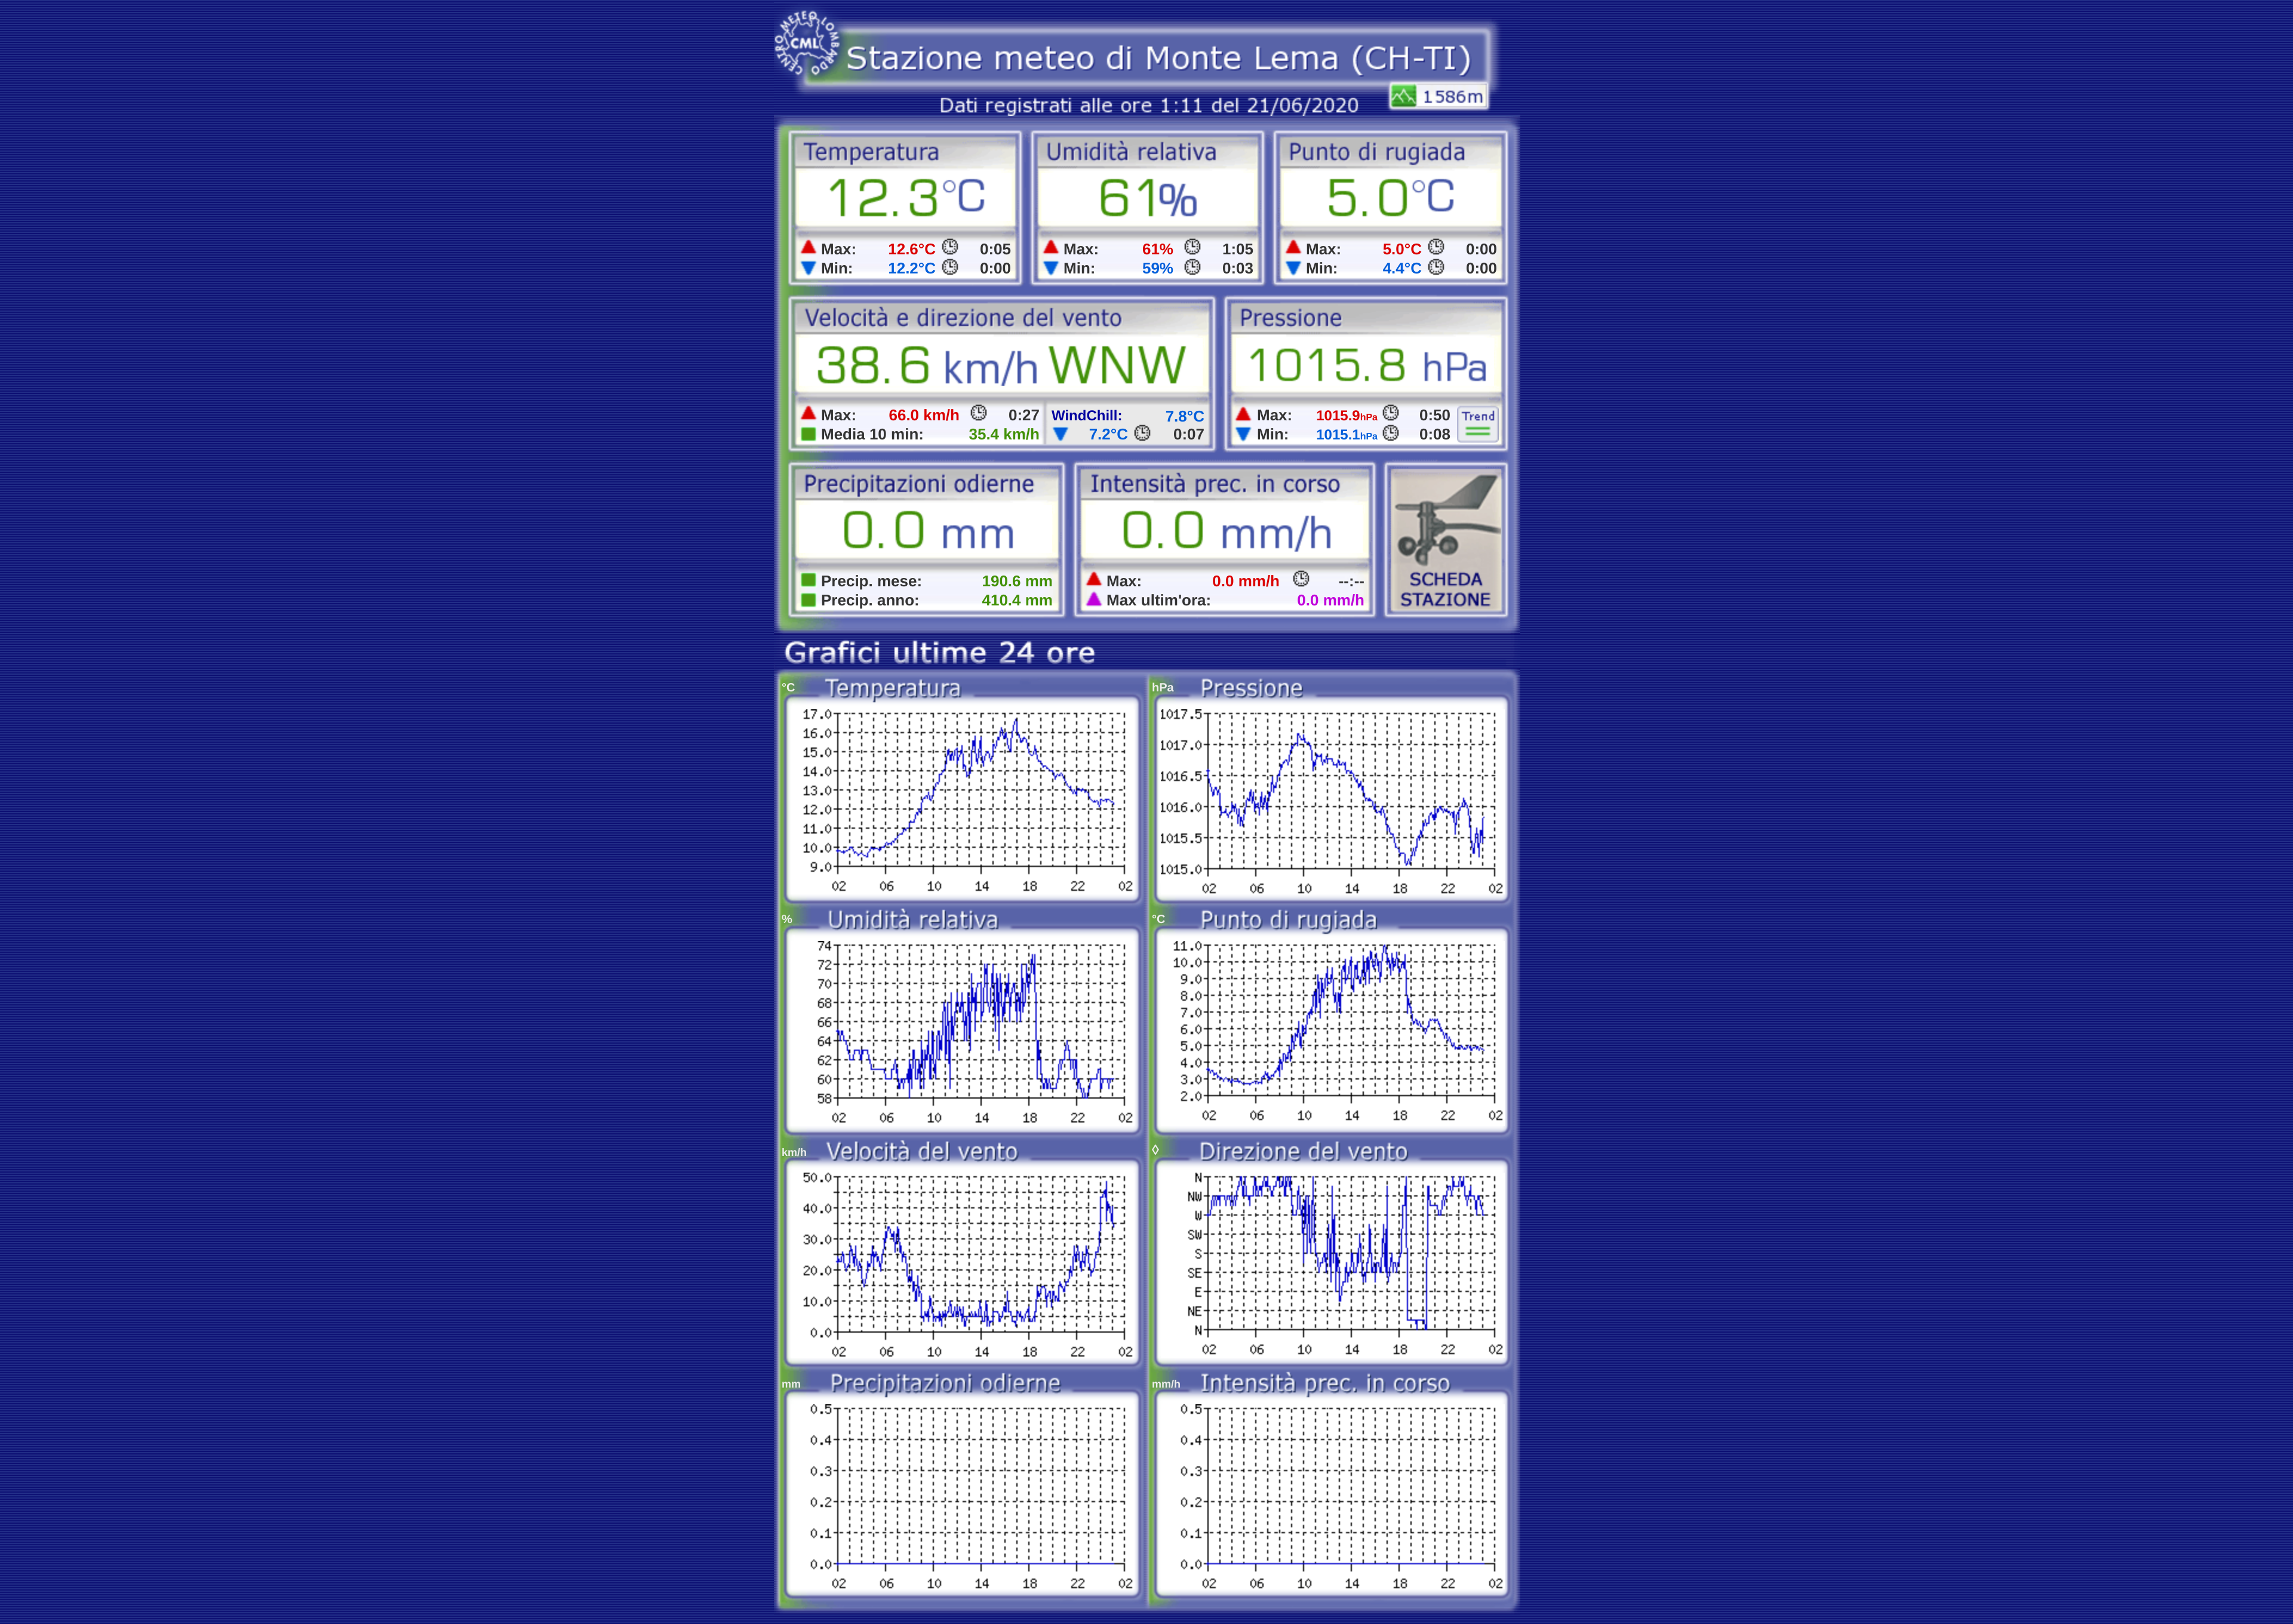 CENTRO METEO LOMBARDO
CML
Stazione meteo di Monte Lema (CH-TI)
1586m
Dati registrati alle ore 1:11 del 21/06/2020
Temperatura
12.3°C
Max: 12.6°C 0:05
Min: 12.2°C 0:00
Umidità relativa
61%
Max: 61% 1:05
Min: 59% 0:03
Punto di rugiada
5.0°C
Max: 5.0°C 0:00
Min: 4.4°C 0:00
Velocità e direzione del vento
38.6 km/h WNW
Max: 66.0 km/h 0:27
Media 10 min: 35.4 km/h
WindChill: 7.8°C
7.2°C 0:07
Pressione
1015.8 hPa
Max: 1015.9hPa 0:50
Min: 1015.1hPa 0:08
Trend
Precipitazioni odierne
0.0 mm
Precip. mese: 190.6 mm
Precip. anno: 410.4 mm
Intensità prec. in corso
0.0 mm/h
Max: 0.0 mm/h --:--
Max ultim'ora: 0.0 mm/h
SCHEDA
STAZIONE
Grafici ultime 24 ore
°C Temperatura
17.0
16.0
15.0
14.0
13.0
12.0
11.0
10.0
9.0
02 06 10 14 18 22 02
hPa Pressione
1017.5
1017.0
1016.5
1016.0
1015.5
1015.0
02 06 10 14 18 22 02
% Umidità relativa
74
72
70
68
66
64
62
60
58
02 06 10 14 18 22 02
°C Punto di rugiada
11.0
10.0
9.0
8.0
7.0
6.0
5.0
4.0
3.0
2.0
02 06 10 14 18 22 02
km/h Velocità del vento
50.0
40.0
30.0
20.0
10.0
0.0
02 06 10 14 18 22 02
◊ Direzione del vento
N
NW
W
SW
S
SE
E
NE
N
02 06 10 14 18 22 02
mm Precipitazioni odierne
0.5
0.4
0.3
0.2
0.1
0.0
02 06 10 14 18 22 02
mm/h Intensità prec. in corso
0.5
0.4
0.3
0.2
0.1
0.0
02 06 10 14 18 22 02